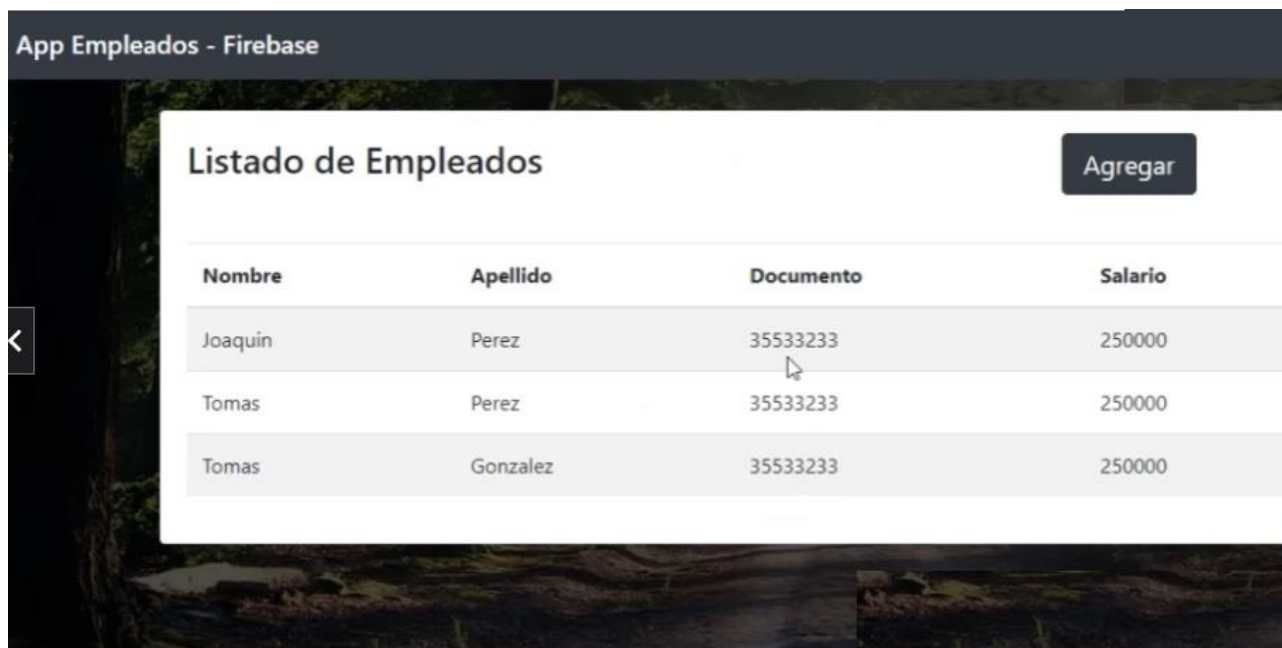 App Empleados - Firebase
Listado de Empleados Agregar
Nombre Apellido Documento Salario
Joaquin Perez 35533233 250000
Tomas Perez 35533233 250000
Tomas Gonzalez 35533233 250000